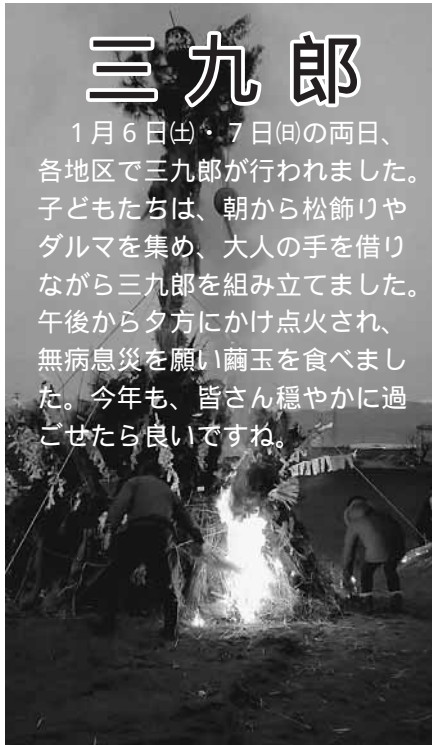 三九郎
　1月6日㈯・7日㈰の両日、
各地区で三九郎が行われました。
子どもたちは、朝から松飾りや
ダルマを集め、大人の手を借り
ながら三九郎を組み立てました。
午後から夕方にかけ点火され、
無病息災を願い繭玉を食べまし
た。今年も、皆さん穏やかに過
ごせたら良いですね。